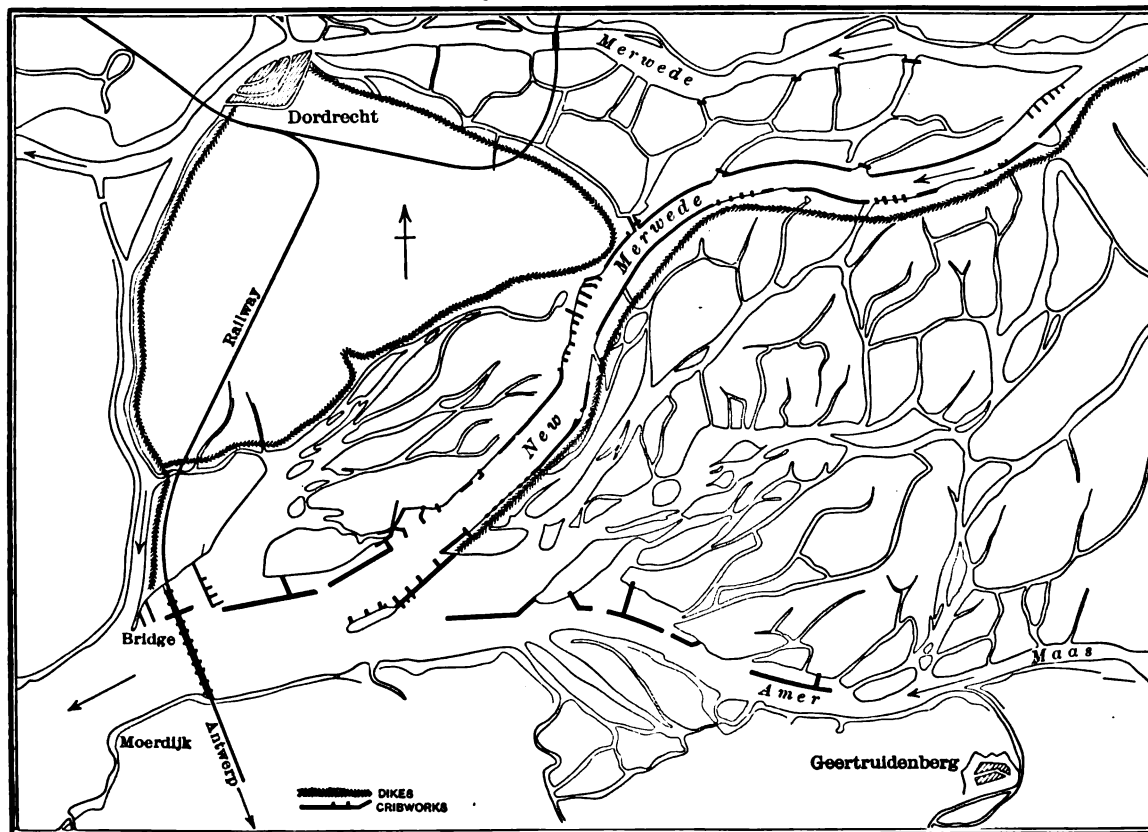 Merwede
Dordrecht
New Merwede
Railway
Bridge
Maas
Amer
Moerdijk
Antwerp
Geertruidenberg
DIKES
CRIBWORKS